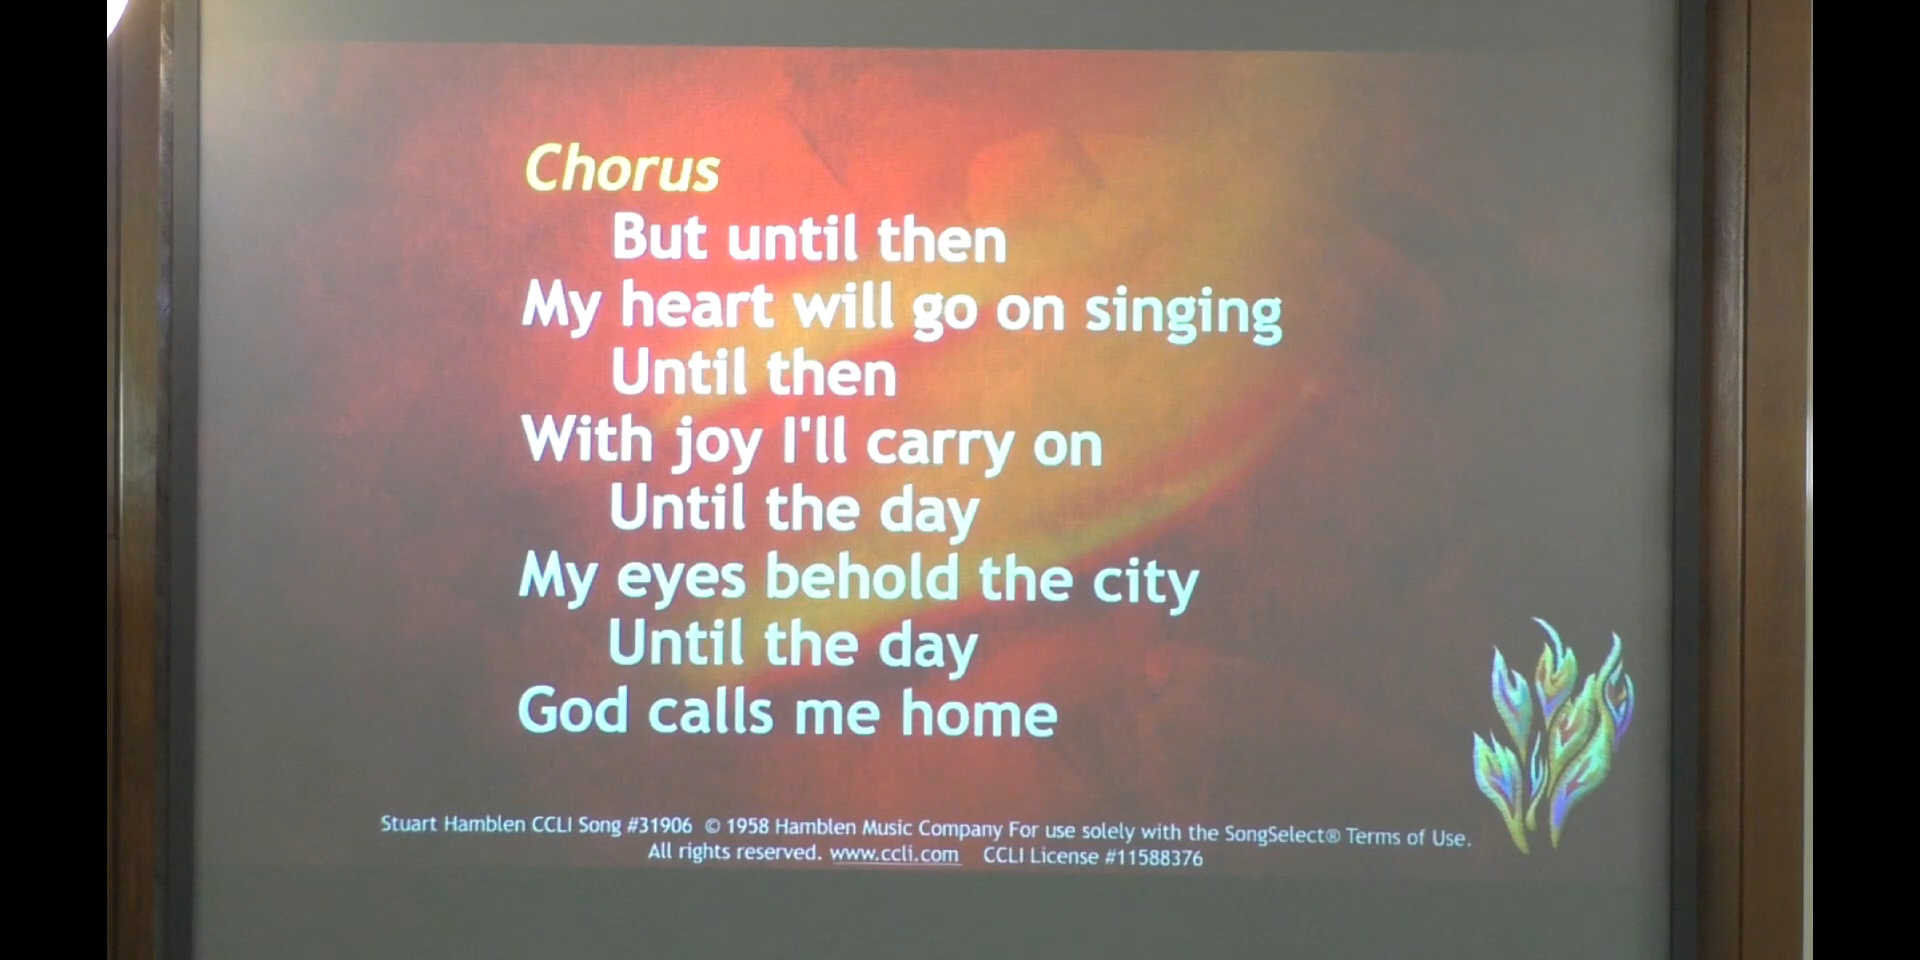 Chorus
But until then
My heart will go on singing
Until then
With joy I'll carry on
Until the day
My eyes behold the city
Until the day
God calls me home
Stuart Hamblen CCLI Song #31906 © 1958 Hamblen Music Company For use solely with the SongSelect® Terms of Use.
All rights reserved. www.ccli.com CCLI License #11588376